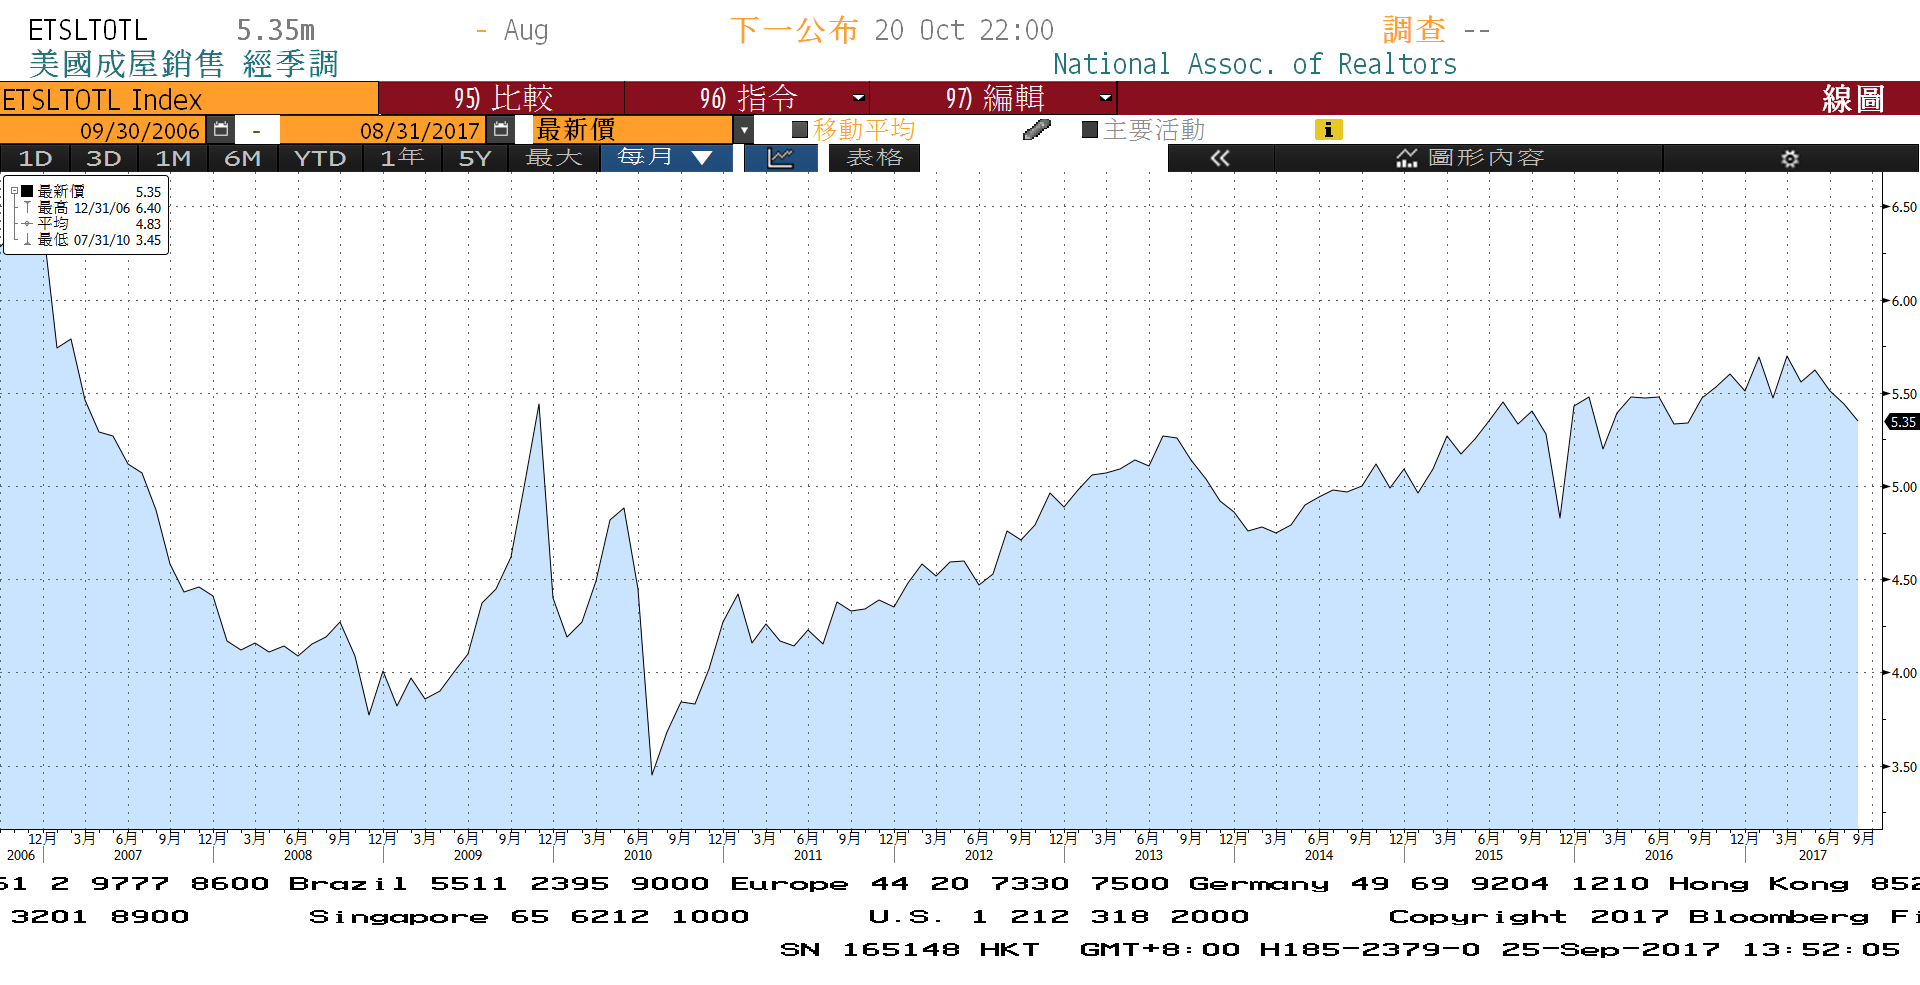 ETSLTOTL 5.35m - Aug 下一公布 20 Oct 22:00 調查 --
美國成屋銷售 經季調 National Assoc. of Realtors
ETSLTOTL Index 95) 比較 96) 指令 97) 編輯 線圖
09/30/2006 - 08/31/2017 最新價 移動平均 主要活動 i
1D 3D 1M 6M YTD 1年 5Y 最大 每月 ▼ 表格 « 圖形內容
最新價 5.35
最高 12/31/06 6.40
平均 4.83
最低 07/31/10 3.45
6.50
6.00
5.50
5.35
5.00
4.50
4.00
3.50
12月 3月 6月 9月 12月 3月 6月 9月 12月 3月 6月 9月 12月 3月 6月 9月 12月 3月 6月 9月 12月 3月 6月 9月 12月 3月 6月 9月 12月 3月 6月 9月 12月 3月 6月 9月 12月 3月 6月 9月 12月 3月 6月 9月
2006 2007 2008 2009 2010 2011 2012 2013 2014 2015 2016 2017
61 2 9777 8600 Brazil 5511 2395 9000 Europe 44 20 7330 7500 Germany 49 69 9204 1210 Hong Kong 852
3201 8900 Singapore 65 6212 1000 U.S. 1 212 318 2000 Copyright 2017 Bloomberg Fi
SN 165148 HKT GMT+8:00 H185-2379-0 25-Sep-2017 13:52:05